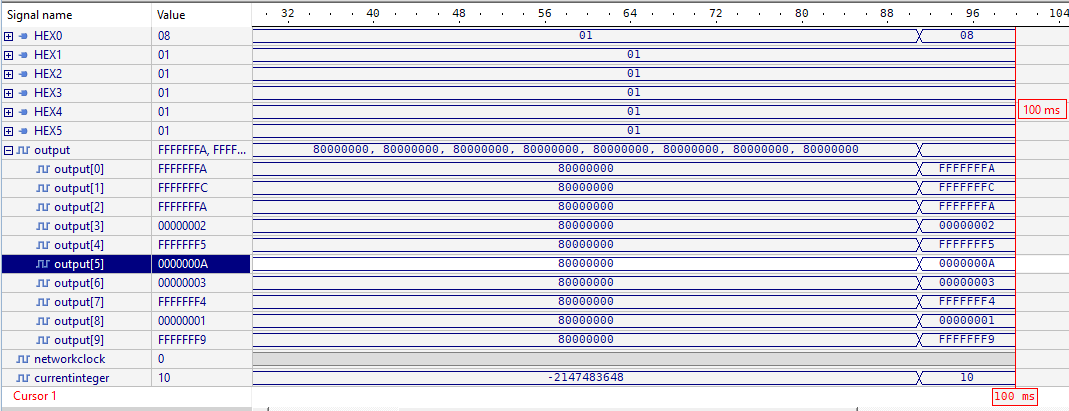 Signal name Value 32 40 48 56 64 72 80 88 96 104
HEX0 08 01 08
HEX1 01 01
HEX2 01 01
HEX3 01 01
HEX4 01 01 100 ms
HEX5 01 01
output FFFFFFFA, FFFF... 80000000, 80000000, 80000000, 80000000, 80000000, 80000000, 80000000, 80000000
output[0] FFFFFFFA 80000000 FFFFFFFA
output[1] FFFFFFFC 80000000 FFFFFFFC
output[2] FFFFFFFA 80000000 FFFFFFFA
output[3] 00000002 80000000 00000002
output[4] FFFFFFF5 80000000 FFFFFFF5
output[5] 0000000A 80000000 0000000A
output[6] 00000003 80000000 00000003
output[7] FFFFFFF4 80000000 FFFFFFF4
output[8] 00000001 80000000 00000001
output[9] FFFFFFF9 80000000 FFFFFFF9
networkclock 0
currentinteger 10 -2147483648 10
Cursor 1 100 ms